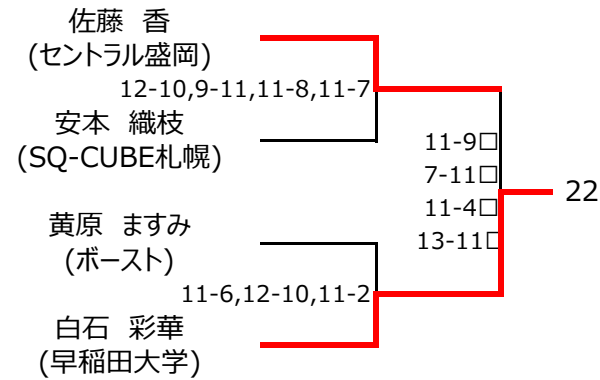 佐藤 香
(セントラル盛岡)
12-10,9-11,11-8,11-7
安本 織枝
(SQ-CUBE札幌)
11-9□
7-11□
11-4□
13-11□
22
黄原 ますみ
(ボースト)
11-6,12-10,11-2
白石 彩華
(早稲田大学)